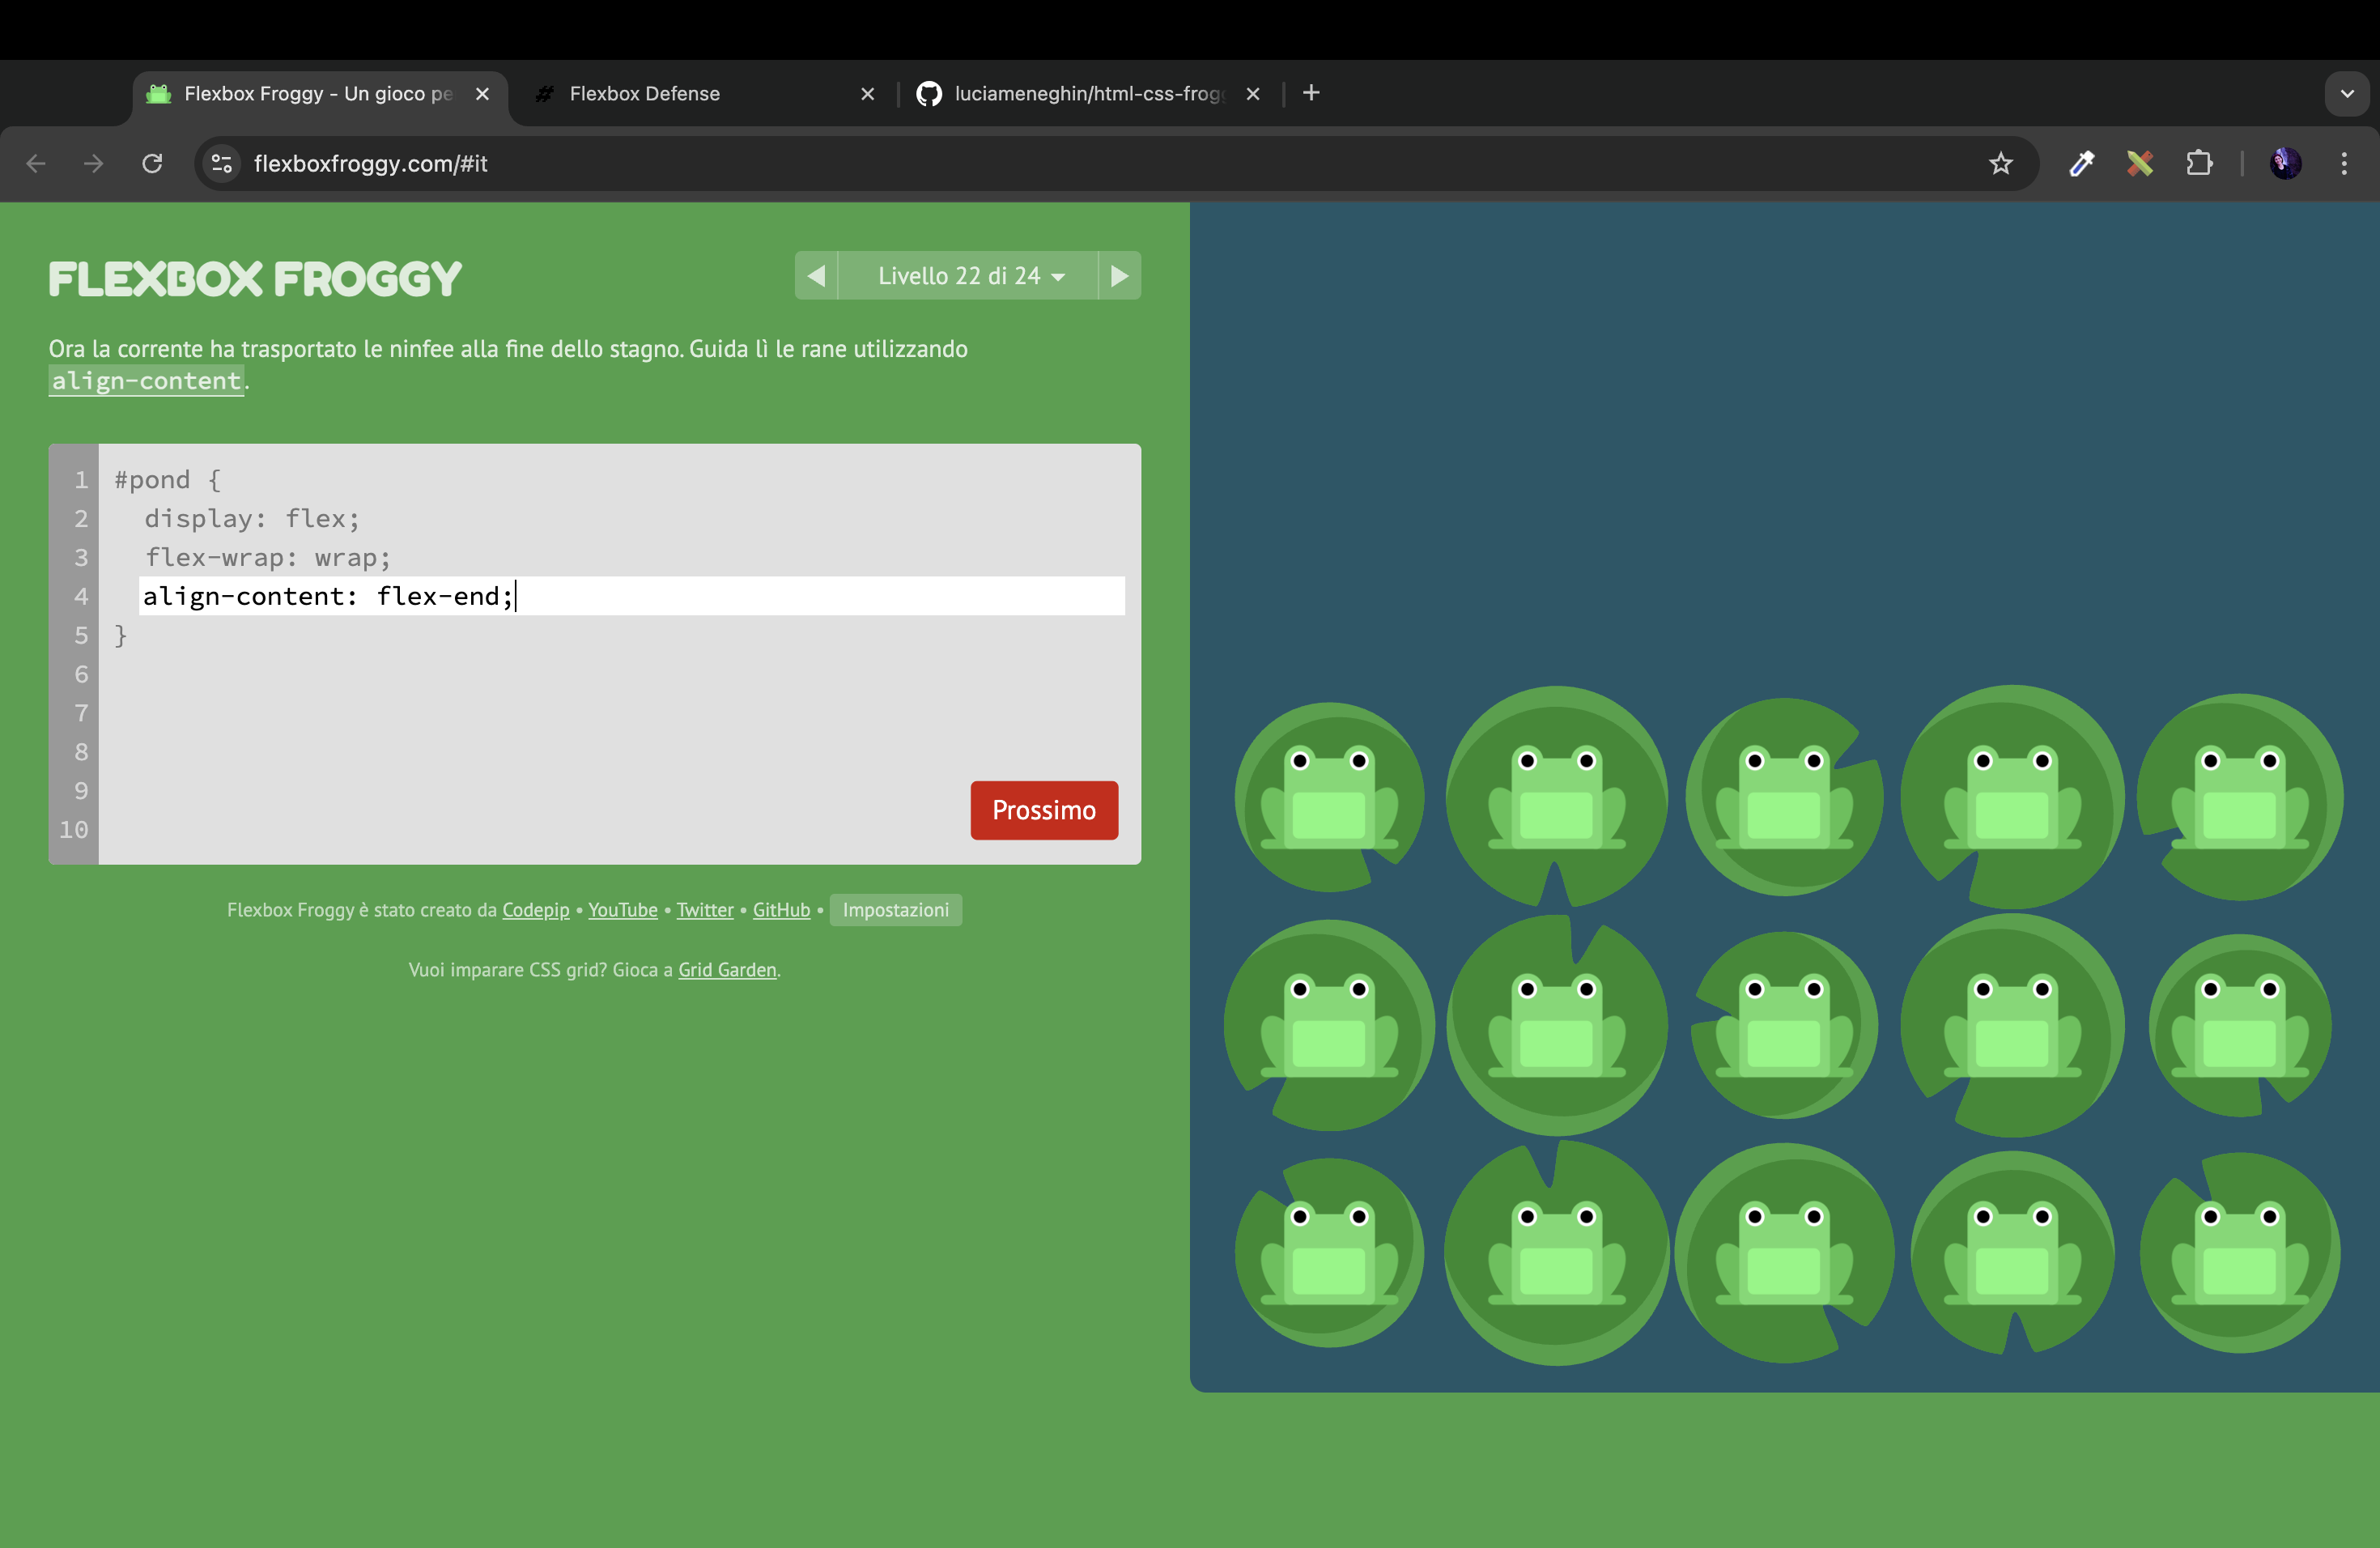 Flexbox Froggy - Un gioco pe
Flexbox Defense
luciameneghin/html-css-frog
flexboxfroggy.com/#it
FLEXBOX FROGGY
Livello 22 di 24
Ora la corrente ha trasportato le ninfee alla fine dello stagno. Guida lì le rane utilizzando
align-content.
1 #pond {
2 display: flex;
3 flex-wrap: wrap;
4 align-content: flex-end;
5 }
6
7
8
9
10
Prossimo
Flexbox Froggy è stato creato da Codepip • YouTube • Twitter • GitHub • Impostazioni
Vuoi imparare CSS grid? Gioca a Grid Garden.